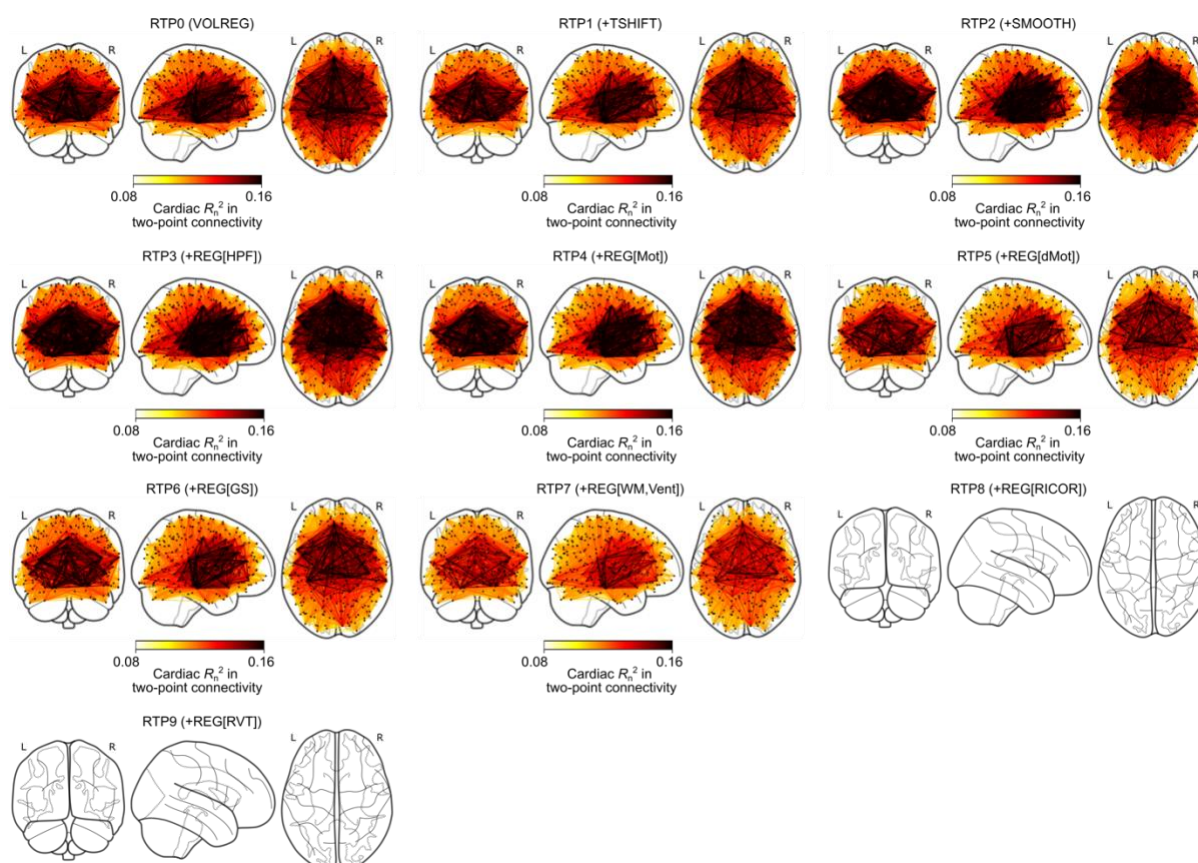 RTP0 (VOLREG)
L R
0.08 0.16
Cardiac Rn² in
two-point connectivity
RTP1 (+TSHIFT)
L R
0.08 0.16
Cardiac Rn² in
two-point connectivity
RTP2 (+SMOOTH)
L R
0.08 0.16
Cardiac Rn² in
two-point connectivity
RTP3 (+REG[HPF])
L R
0.08 0.16
Cardiac Rn² in
two-point connectivity
RTP4 (+REG[Mot])
L R
0.08 0.16
Cardiac Rn² in
two-point connectivity
RTP5 (+REG[dMot])
L R
0.08 0.16
Cardiac Rn² in
two-point connectivity
RTP6 (+REG[GS])
L R
0.08 0.16
Cardiac Rn² in
two-point connectivity
RTP7 (+REG[WM,Vent])
L R
0.08 0.16
Cardiac Rn² in
two-point connectivity
RTP8 (+REG[RICOR])
L R
RTP9 (+REG[RVT])
L R